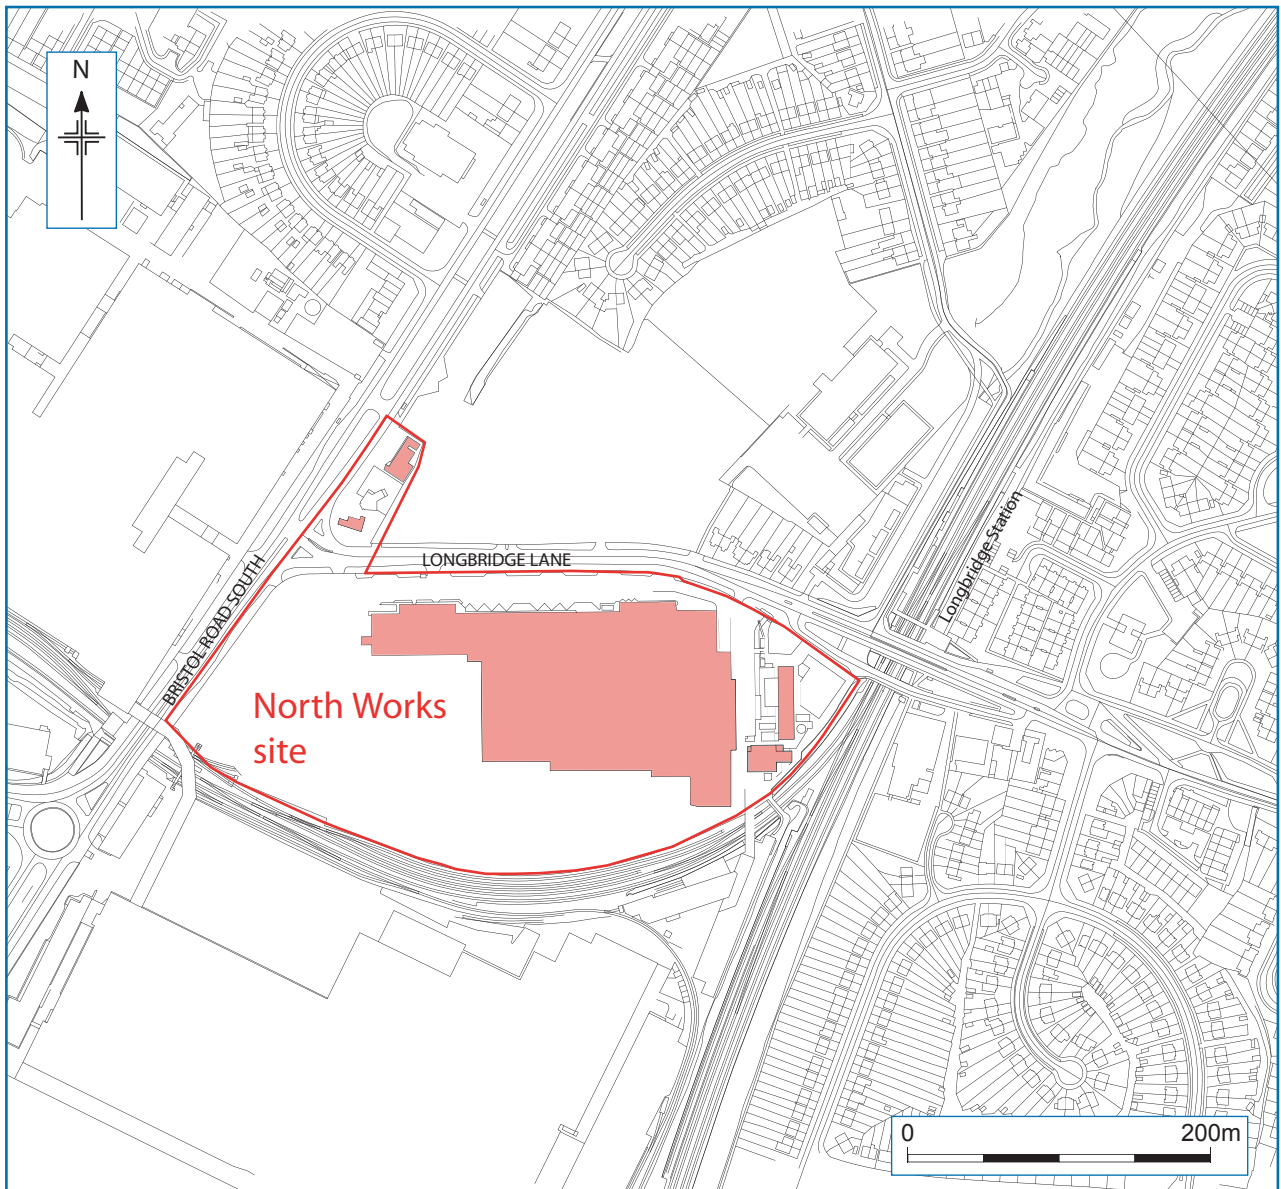 N
LONGBRIDGE LANE
Longbridge Station
BRISTOL ROAD SOUTH
North Works
site
0 200m